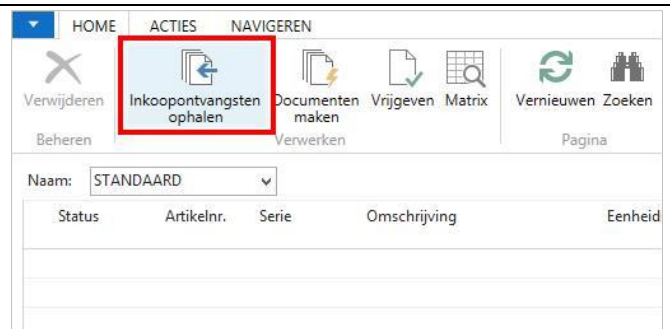 HOME ACTIES NAVIGEREN
Verwijderen Inkoopontvangsten ophalen Documenten maken Vrijgeven Matrix Vernieuwen Zoeken
Beheren Verwerken Pagina
Naam: STANDAARD
Status Artikelnr. Serie Omschrijving Eenheid